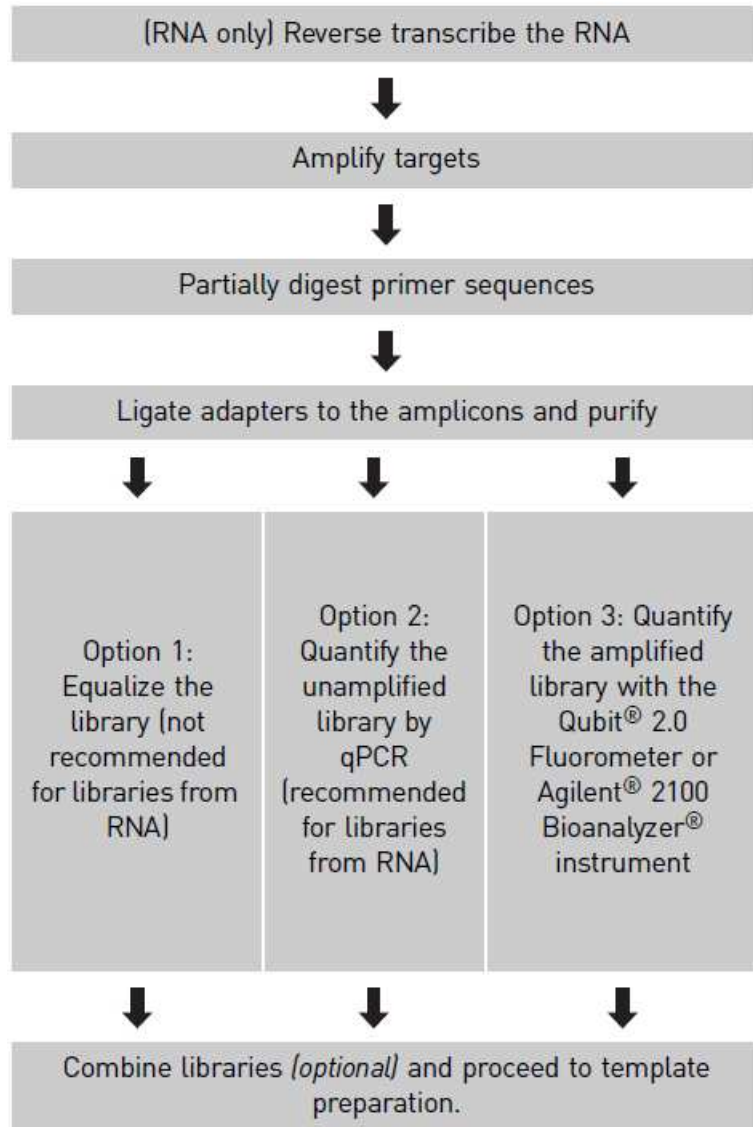 (RNA only) Reverse transcribe the RNA
Amplify targets
Partially digest primer sequences
Ligate adapters to the amplicons and purify
Option 1:
Equalize the
library (not
recommended
for libraries from
RNA)
Option 2:
Quantify the
unamplified
library by
qPCR
(recommended
for libraries
from RNA)
Option 3: Quantify
the amplified
library with the
Qubit® 2.0
Fluorometer or
Agilent® 2100
Bioanalyzer®
instrument
Combine libraries (optional) and proceed to template
preparation.